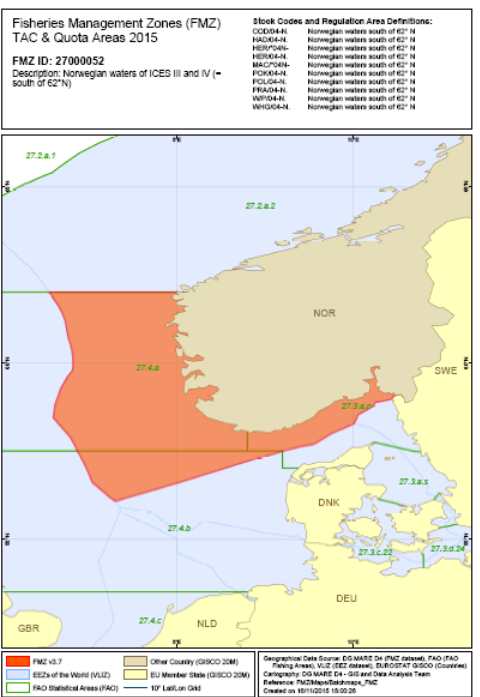 Fisheries Management Zones (FMZ)
TAC & Quota Areas 2015
FMZ ID: 27000052
Description: Norwegian waters of ICES III and IV (=
south of 62°N)
Stock Codes and Regulation Area Definitions:
COD/04-N. Norwegian waters south of 62° N
HAD/04-N. Norwegian waters south of 62° N
HER/*04N- Norwegian waters south of 62° N
HER/04-N. Norwegian waters south of 62° N
MAC/*04N- Norwegian waters south of 62° N
POK/04-N. Norwegian waters south of 62° N
POL/04-N. Norwegian waters south of 62° N
PRA/04-N. Norwegian waters south of 62° N
W/P/04-N. Norwegian waters south of 62° N
WHG/04-N. Norwegian waters south of 62° N
27.2.a.1
27.2.a.2
NOR
27.4.a
SWE
27.3.a.n
27.3.a.s
DNK
27.4.b
27.3.c.22
27.3.d.24
DEU
27.4.c
NLD
GBR
FMZ v3.7
EEZs of the World (VLIZ)
FAO Statistical Areas (FAO)
Other Country (GISCO 20M)
EU Member State (GISCO 20M)
10° Lat/Lon Grid
Geographical Data Source: DG MARE D4 (FMZ dataset), FAO (FAO
Fishing Areas), VLIZ (EEZ dataset), EUROSTAT GISCO (Countries)
Cartography: DG MARE D4 - GIS and Data Analysis Team
Reference: FMZ/Maps/Batchmaps_FMZ
Created on 16/11/2015 15:00:26